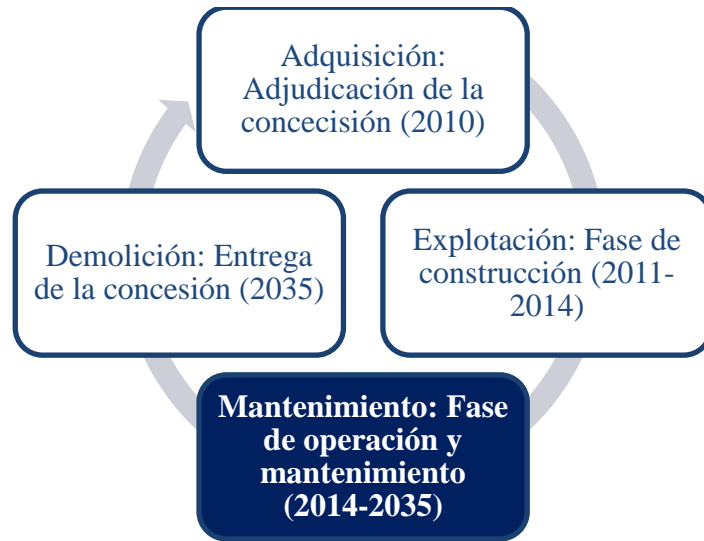 Adquisición:
Adjudicación de la
concecisión (2010)
Explotación: Fase de
construcción (2011-
2014)
Mantenimiento: Fase
de operación y
mantenimiento
(2014-2035)
Demolición: Entrega
de la concesión (2035)